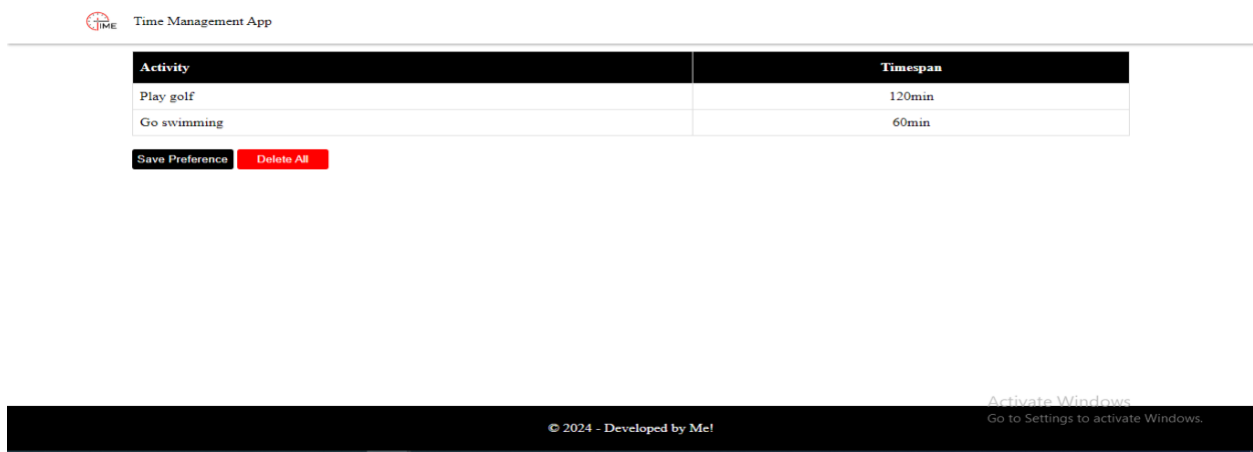 TIME Time Management App
Activity Timespan
Play golf 120min
Go swimming 60min
Save Preference Delete All
Activate Windows
Go to Settings to activate Windows.
© 2024 - Developed by Me!